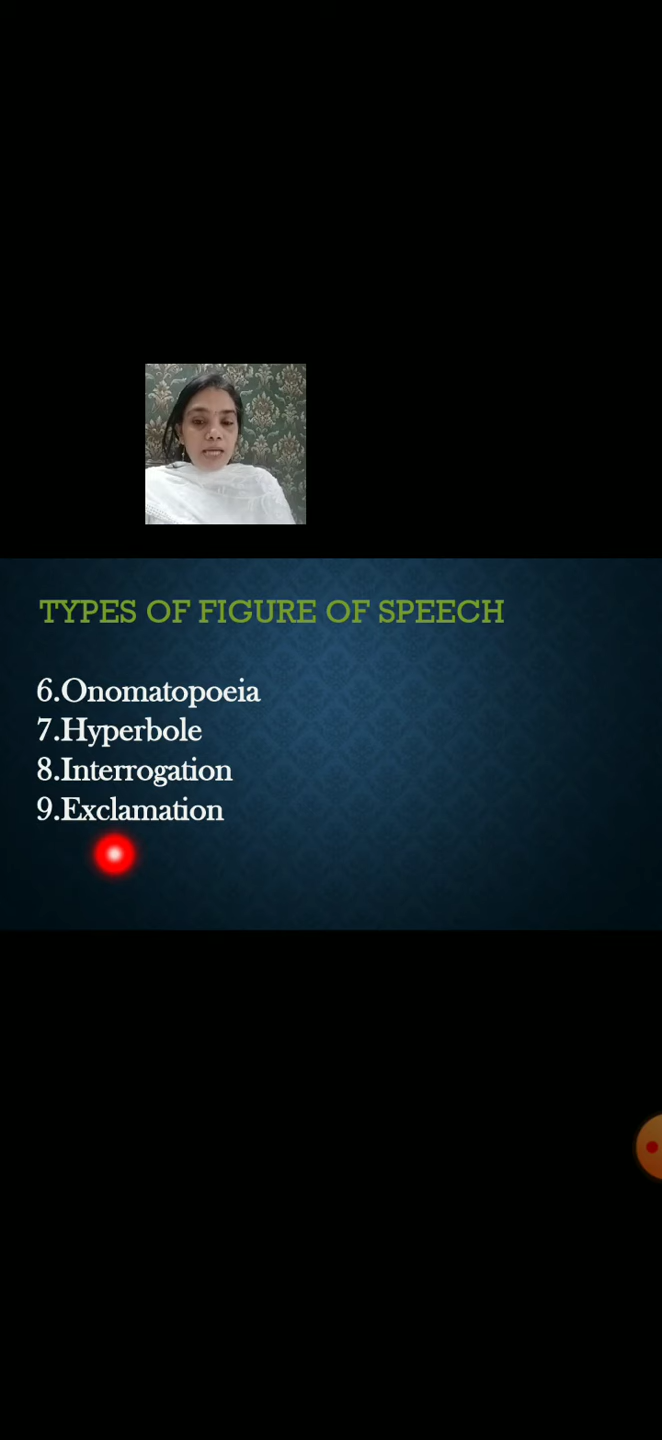 TYPES OF FIGURE OF SPEECH
6.Onomatopoeia
7.Hyperbole
8.Interrogation
9.Exclamation